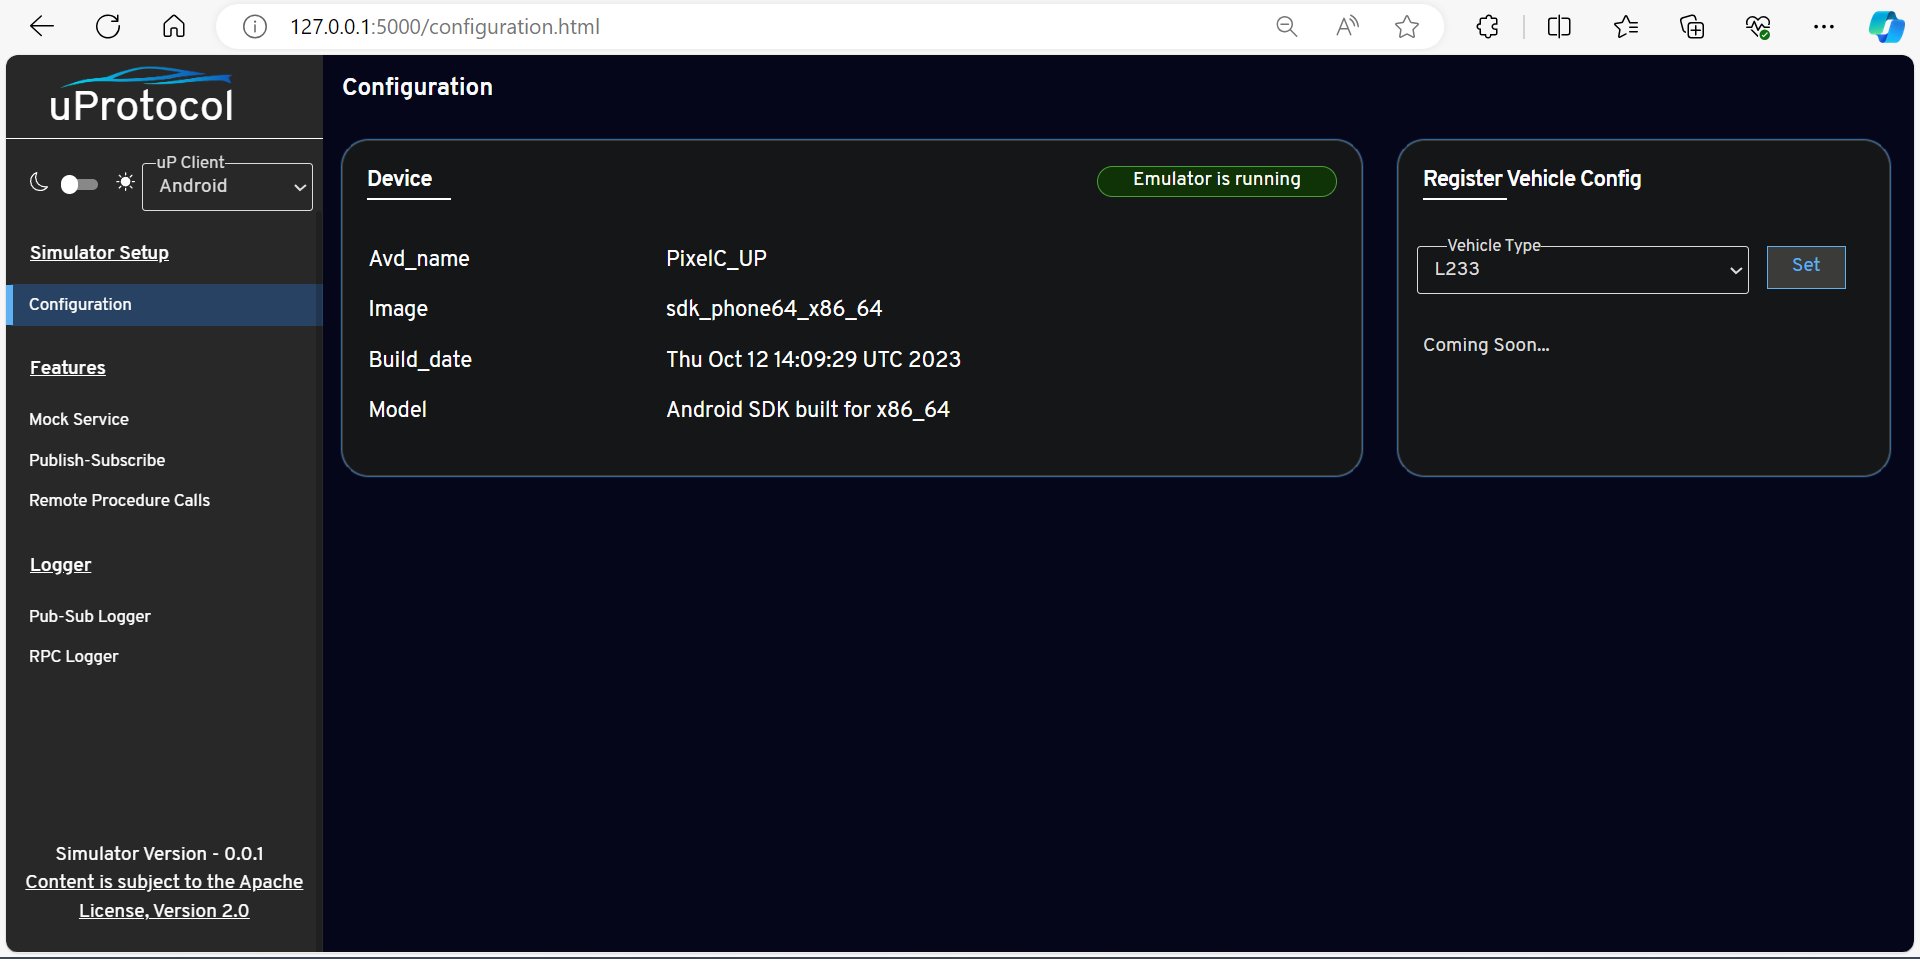 127.0.0.1:5000/configuration.html
uProtocol
uP Client
Android
Simulator Setup
Configuration
Features
Mock Service
Publish-Subscribe
Remote Procedure Calls
Logger
Pub-Sub Logger
RPC Logger
Simulator Version - 0.0.1
Content is subject to the Apache
License, Version 2.0
Configuration
Device
Emulator is running
Avd_name PixelC_UP
Image sdk_phone64_x86_64
Build_date Thu Oct 12 14:09:29 UTC 2023
Model Android SDK built for x86_64
Register Vehicle Config
Vehicle Type
L233
Set
Coming Soon...